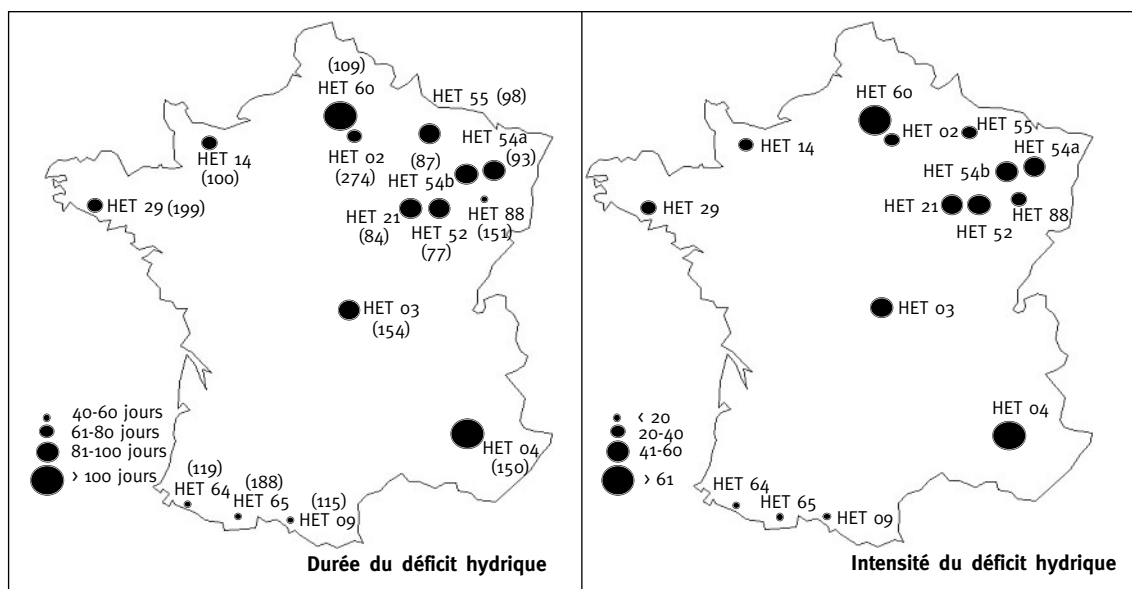 (109)
HET 60
HET 55 (98)
HET 14
(100)
HET 02
(274)
(87)
HET 54b
HET 54a
(93)
HET 29 (199)
HET 21
(84)
HET 52
(77)
HET 88
(151)
HET 03
(154)
40-60 jours
61-80 jours
81-100 jours
> 100 jours
HET 04
(150)
(119)
HET 64
(188)
HET 65
(115)
HET 09
Durée du déficit hydrique
HET 60
HET 55
HET 14
HET 02
HET 54a
HET 54b
HET 29
HET 21
HET 52
HET 88
HET 03
< 20
20-40
41-60
> 61
HET 04
HET 64
HET 65
HET 09
Intensité du déficit hydrique